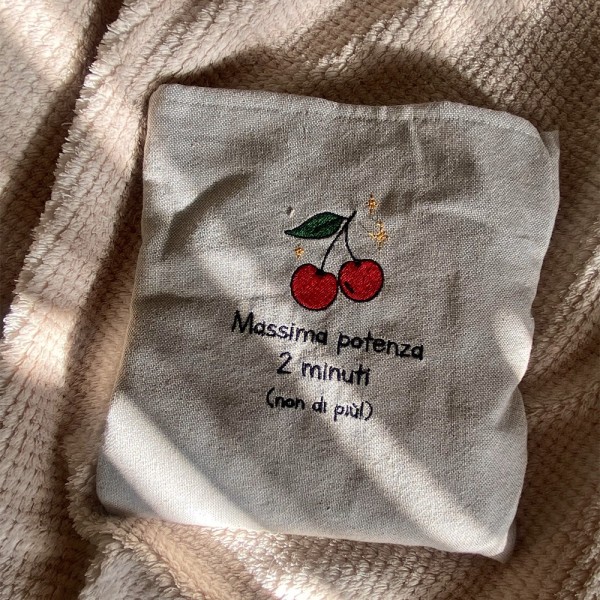 Massima potenza
2 minuti
(non di più!)